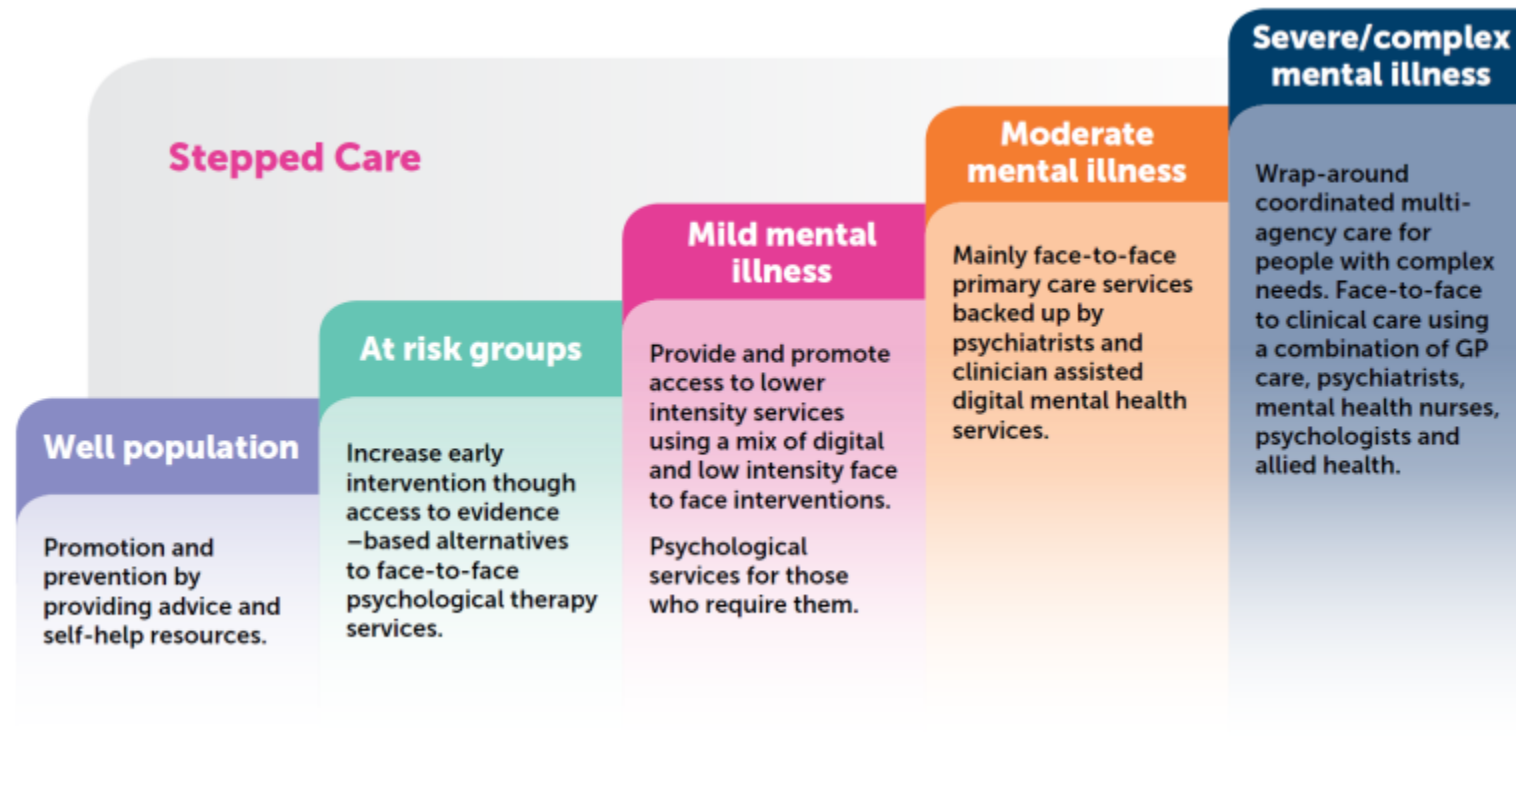 Stepped Care
Well population
Promotion and
prevention by
providing advice and
self-help resources.
At risk groups
Increase early
intervention though
access to evidence
–based alternatives
to face-to-face
psychological therapy
services.
Mild mental
illness
Provide and promote
access to lower
intensity services
using a mix of digital
and low intensity face
to face interventions.
Psychological
services for those
who require them.
Moderate
mental illness
Mainly face-to-face
primary care services
backed up by
psychiatrists and
clinician assisted
digital mental health
services.
Severe/complex
mental illness
Wrap-around
coordinated multi-
agency care for
people with complex
needs. Face-to-face
to clinical care using
a combination of GP
care, psychiatrists,
mental health nurses,
psychologists and
allied health.